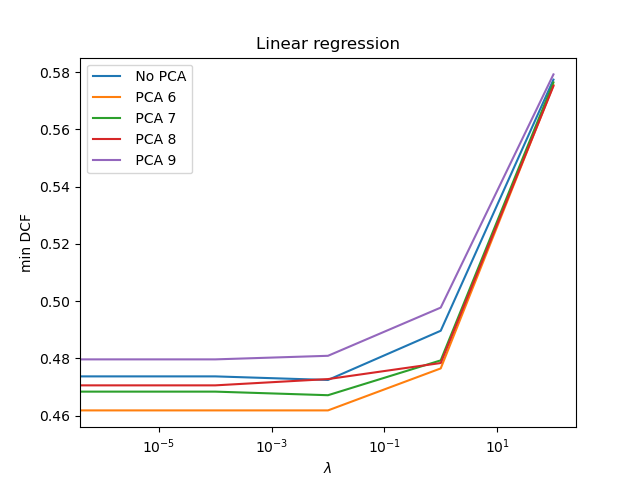 Linear regression
No PCA
PCA 6
PCA 7
PCA 8
PCA 9
min DCF
0.58
0.56
0.54
0.52
0.50
0.48
0.46
10⁻⁵
10⁻³
10⁻¹
10¹
λ